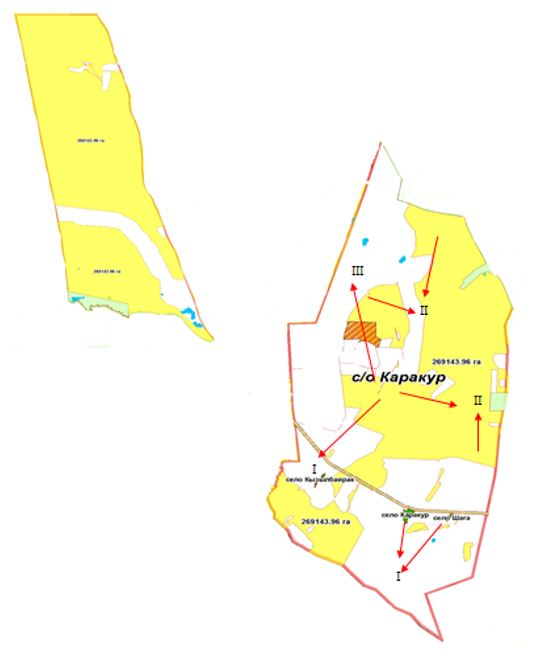 269143.96 га
269143.96 га
III
II
269143.96 га
с/о Каракур
II
I
село Кызылбаирак
269143.96 га
село Каракур
село Шага
I